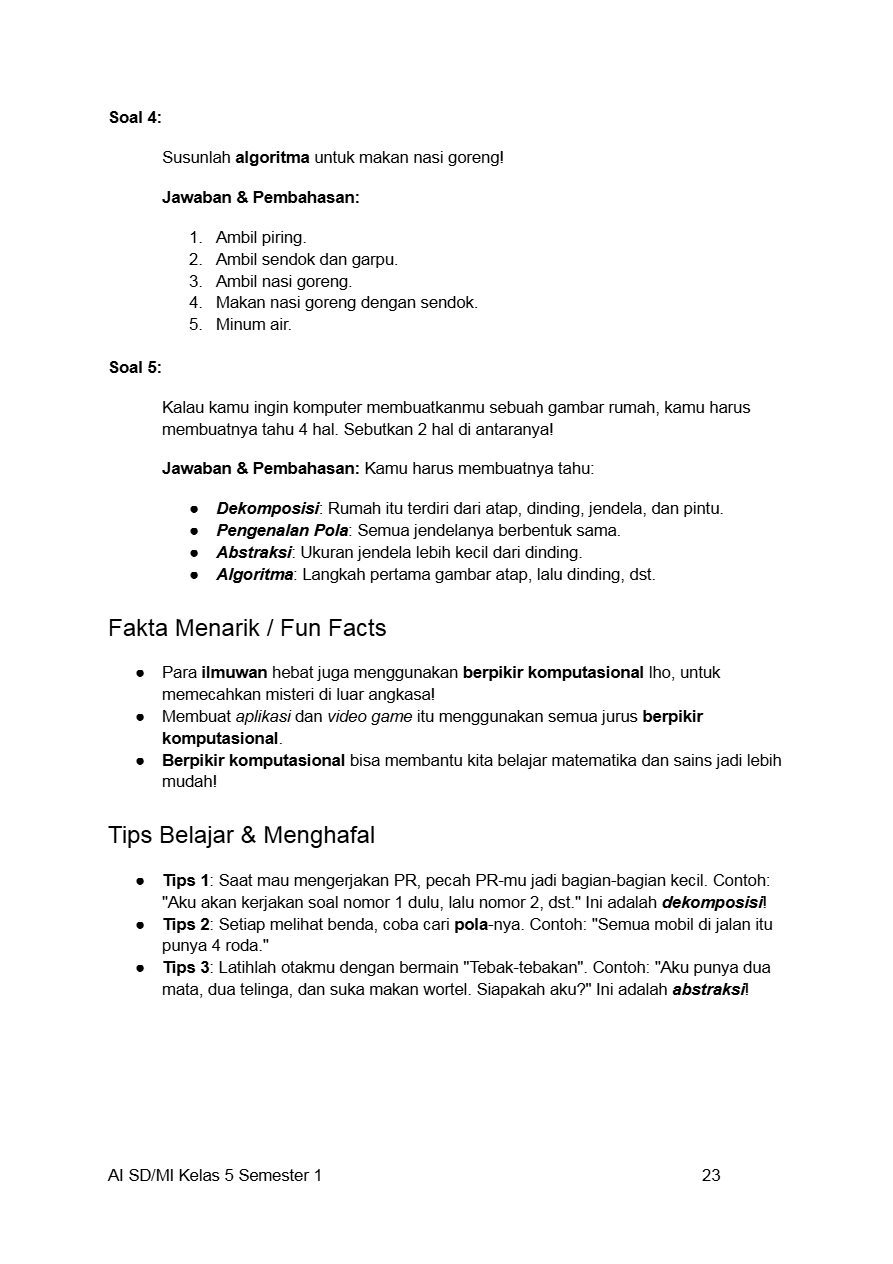 Soal 4:
Susunlah algoritma untuk makan nasi goreng!
Jawaban & Pembahasan:
1. Ambil piring.
2. Ambil sendok dan garpu.
3. Ambil nasi goreng.
4. Makan nasi goreng dengan sendok.
5. Minum air.
Soal 5:
Kalau kamu ingin komputer membuatkanmu sebuah gambar rumah, kamu harus
membuatnya tahu 4 hal. Sebutkan 2 hal di antaranya!
Jawaban & Pembahasan: Kamu harus membuatnya tahu:
● Dekomposisi: Rumah itu terdiri dari atap, dinding, jendela, dan pintu.
● Pengenalan Pola: Semua jendelanya berbentuk sama.
● Abstraksi: Ukuran jendela lebih kecil dari dinding.
● Algoritma: Langkah pertama gambar atap, lalu dinding, dst.
Fakta Menarik / Fun Facts
● Para ilmuwan hebat juga menggunakan berpikir komputasional lho, untuk
memecahkan misteri di luar angkasa!
● Membuat aplikasi dan video game itu menggunakan semua jurus berpikir
komputasional.
● Berpikir komputasional bisa membantu kita belajar matematika dan sains jadi lebih
mudah!
Tips Belajar & Menghafal
● Tips 1: Saat mau mengerjakan PR, pecah PR-mu jadi bagian-bagian kecil. Contoh:
"Aku akan kerjakan soal nomor 1 dulu, lalu nomor 2, dst." Ini adalah dekomposisi!
● Tips 2: Setiap melihat benda, coba cari pola-nya. Contoh: "Semua mobil di jalan itu
punya 4 roda."
● Tips 3: Latihlah otakmu dengan bermain "Tebak-tebakan". Contoh: "Aku punya dua
mata, dua telinga, dan suka makan wortel. Siapakah aku?" Ini adalah abstraksi!
AI SD/MI Kelas 5 Semester 1 23